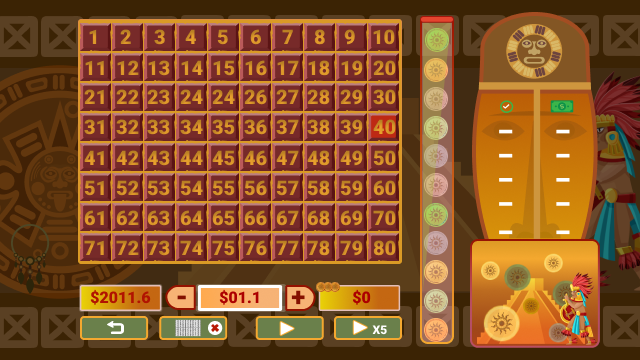 1 2 3 4 5 6 7 8 9 10
11 12 13 14 15 16 17 18 19 20
21 22 23 24 24 26 27 28 29 30
31 32 33 34 35 36 37 38 39 40
41 42 43 44 45 46 47 48 49 50
51 52 53 54 55 56 57 58 59 60
61 62 63 64 65 66 67 68 69 70
71 72 73 74 75 76 77 78 79 80
$2011.6 - $01.1 + $0
X5